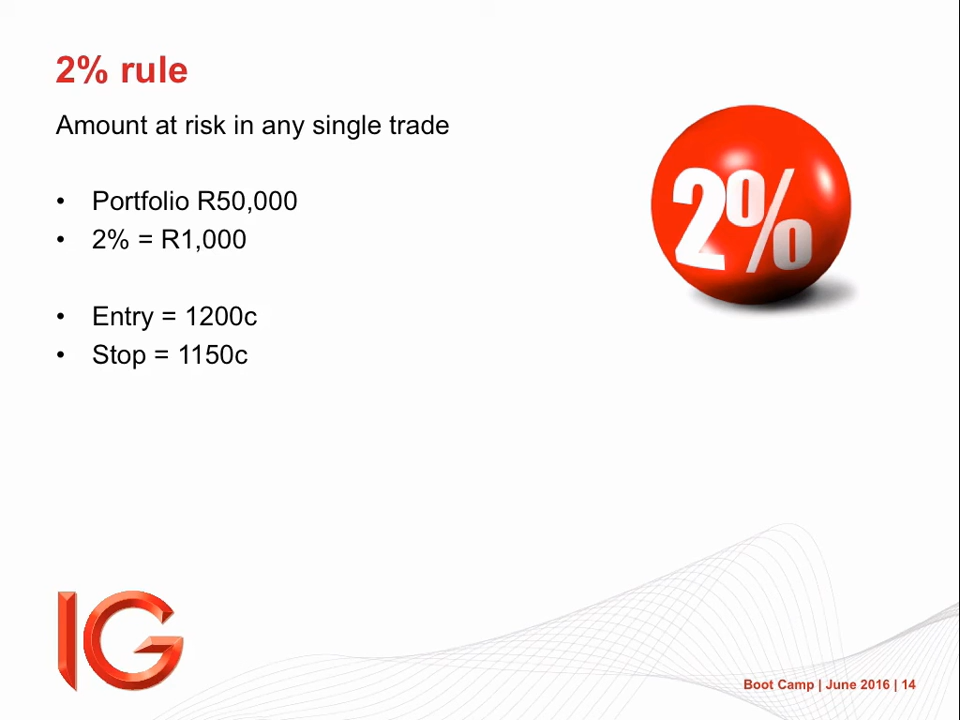 2% rule
Amount at risk in any single trade
• Portfolio R50,000
• 2% = R1,000
• Entry = 1200c
• Stop = 1150c
2%
IG
Boot Camp | June 2016 | 14